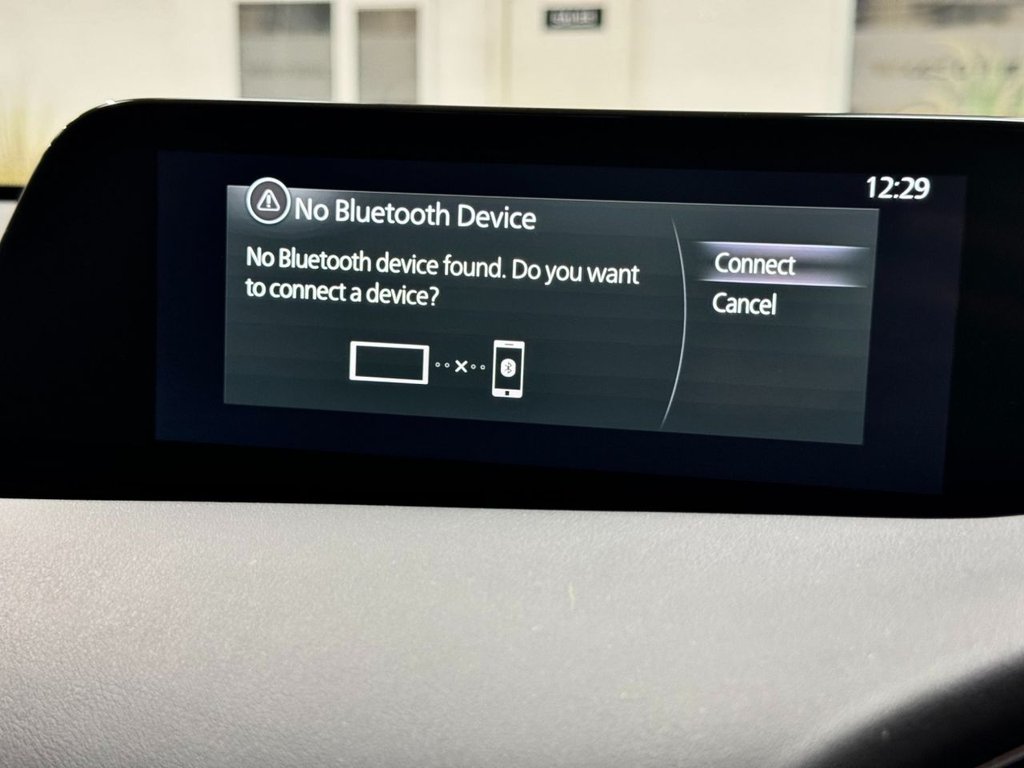 12:29
No Bluetooth Device
No Bluetooth device found. Do you want
to connect a device?
Connect
Cancel